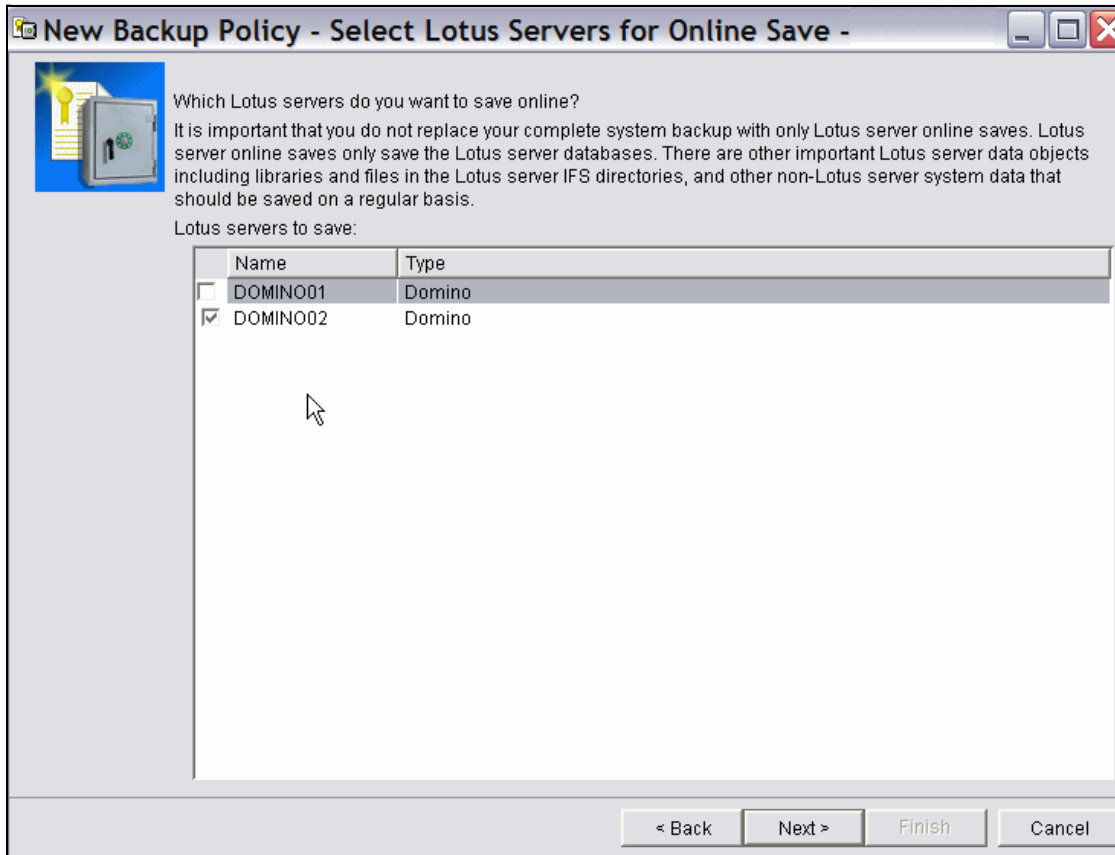 New Backup Policy - Select Lotus Servers for Online Save -
Which Lotus servers do you want to save online?
It is important that you do not replace your complete system backup with only Lotus server online saves. Lotus
server online saves only save the Lotus server databases. There are other important Lotus server data objects
including libraries and files in the Lotus server IFS directories, and other non-Lotus server system data that
should be saved on a regular basis.
Lotus servers to save:
Name Type
DOMINO01 Domino
DOMINO02 Domino
< Back Next > Finish Cancel